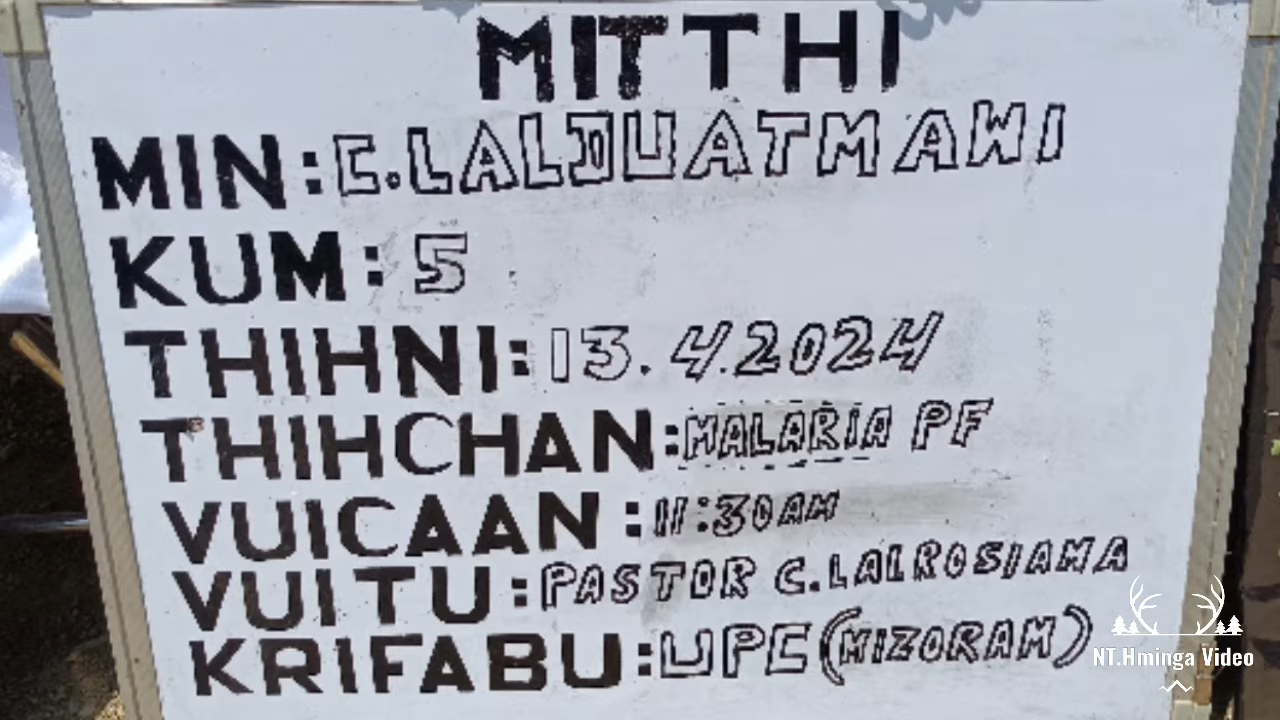 MITTHI
MIN:C.LALDUATMAWI
KUM:5
THIHNI:13.4.2024
THIHCHAN:MALARIA PF
VUICAAN:11:30AM
VUITU:PASTOR C.LALROSIAMA
KRIFABU:UPC(MIZORAM)
NT.Hminga Video